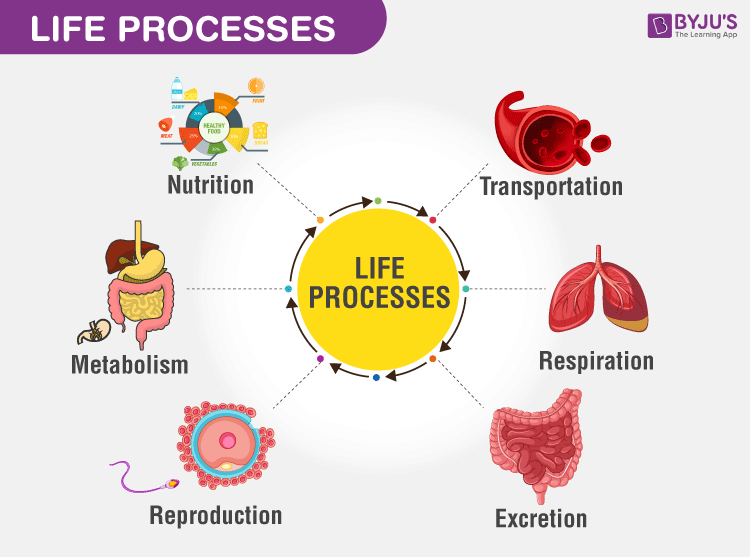 LIFE PROCESSES
BYJU'S
The Learning App
DAIRY
FRUIT
HEALTHY
FOOD
MEAT
BREAD
VEGETABLES
Nutrition
Transportation
LIFE
PROCESSES
Metabolism
Respiration
Reproduction
Excretion